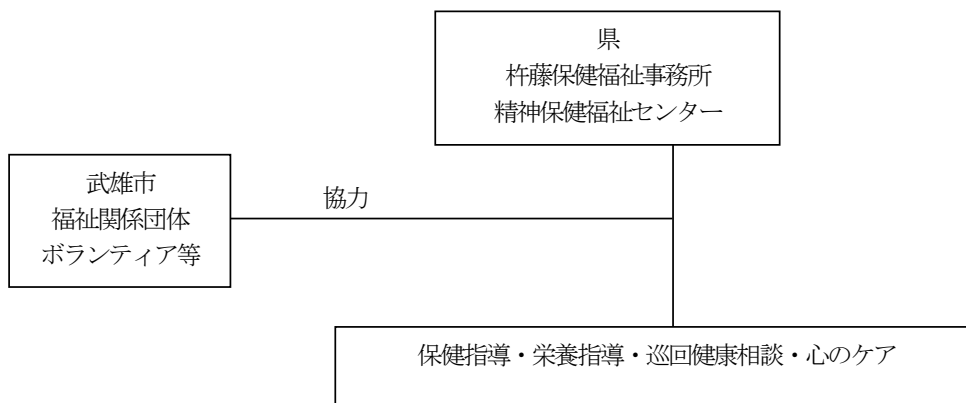 県
杵藤保健福祉事務所
精神保健福祉センター
武雄市
福祉関係団体
ボランティア等
協力
保健指導・栄養指導・巡回健康相談・心のケア